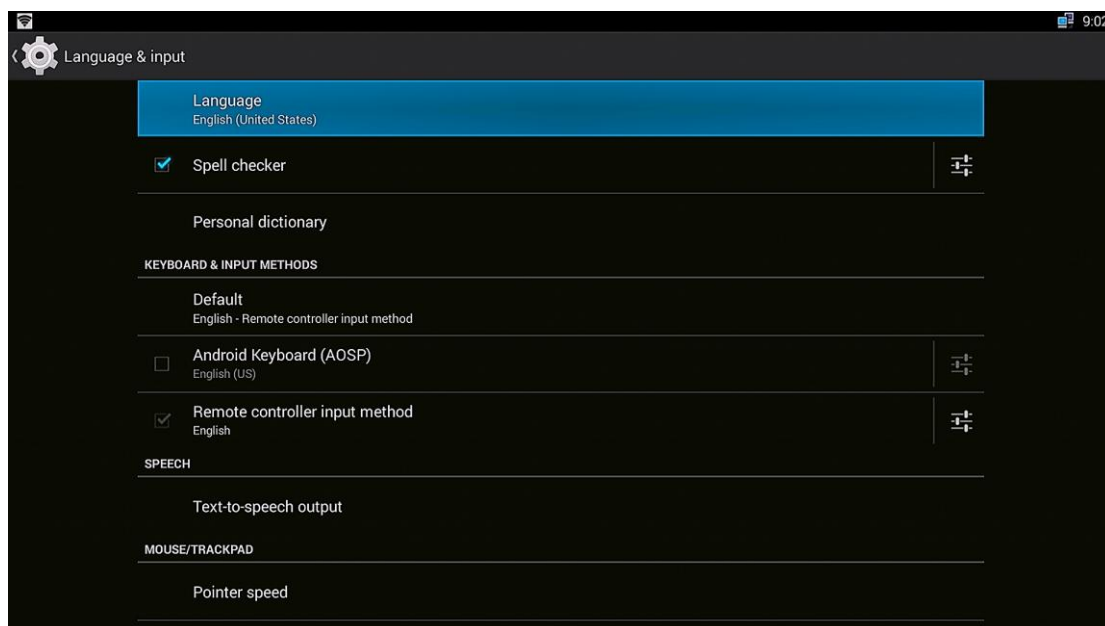 9:02
Language & input
Language
English (United States)
Spell checker
Personal dictionary
KEYBOARD & INPUT METHODS
Default
English - Remote controller input method
Android Keyboard (AOSP)
English (US)
Remote controller input method
English
SPEECH
Text-to-speech output
MOUSE/TRACKPAD
Pointer speed